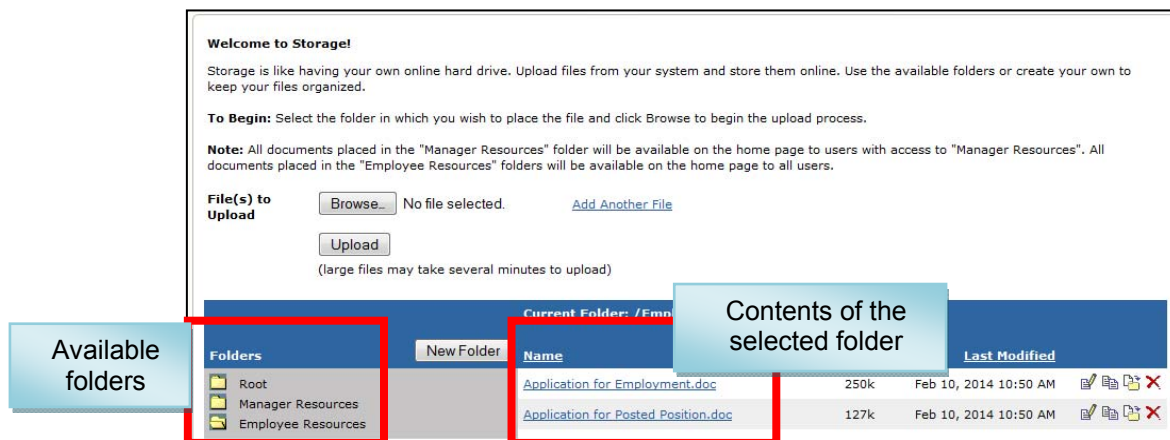 Welcome to Storage!
Storage is like having your own online hard drive. Upload files from your system and store them online. Use the available folders or create your own to
keep your files organized.
To Begin: Select the folder in which you wish to place the file and click Browse to begin the upload process.
Note: All documents placed in the "Manager Resources" folder will be available on the home page to users with access to "Manager Resources". All
documents placed in the "Employee Resources" folders will be available on the home page to all users.
File(s) to
Upload
Browse... No file selected. Add Another File
Upload
(large files may take several minutes to upload)
Current Folder:
Contents of the
selected folder
Available
folders
Folders New Folder Name Last Modified
Root Application for Employment.doc 250k Feb 10, 2014 10:50 AM
Manager Resources
Application for Posted Position.doc 127k Feb 10, 2014 10:50 AM
Employee Resources